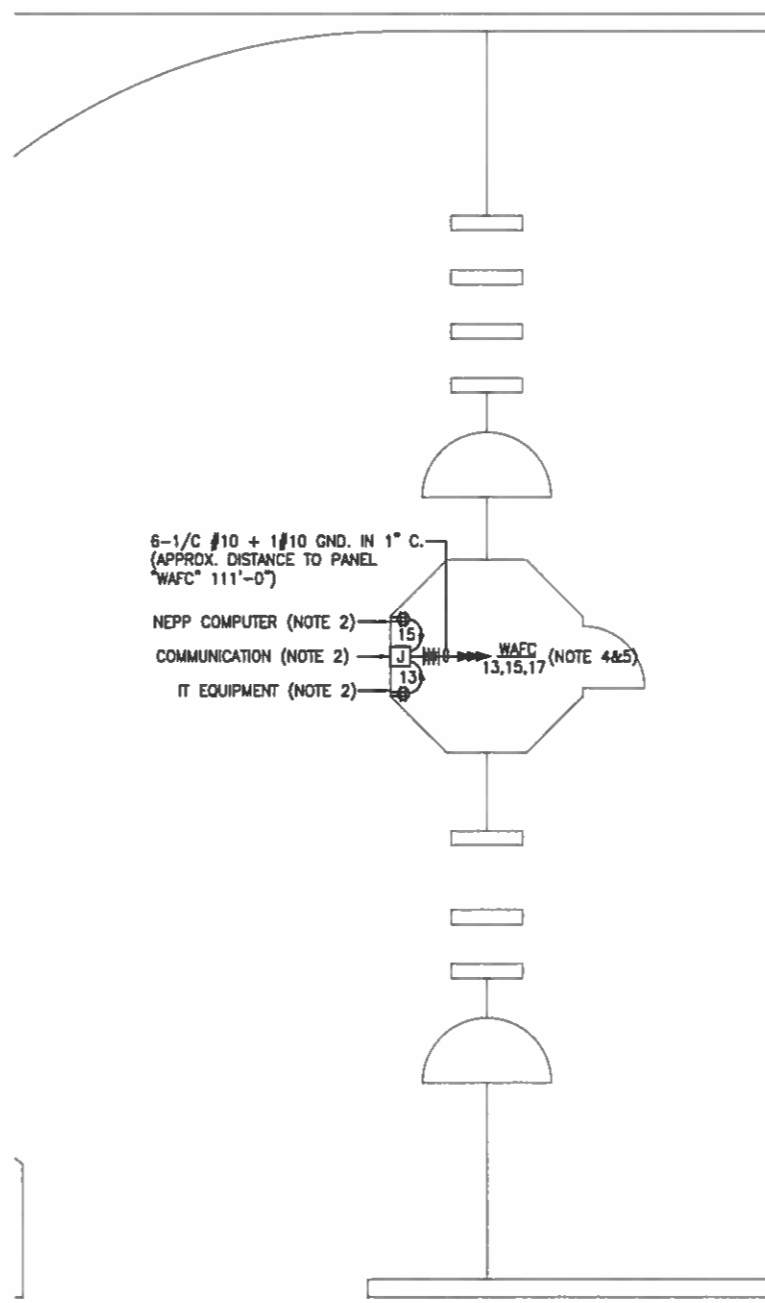 6-1/C #10 + 1#10 GND. IN 1" C.
(APPROX. DISTANCE TO PANEL
"WAFC" 111'-0")
NEPP COMPUTER (NOTE 2)
15
COMMUNICATION (NOTE 2)
J
WAFC
13,15,17
(NOTE 4&5)
13
IT EQUIPMENT (NOTE 2)